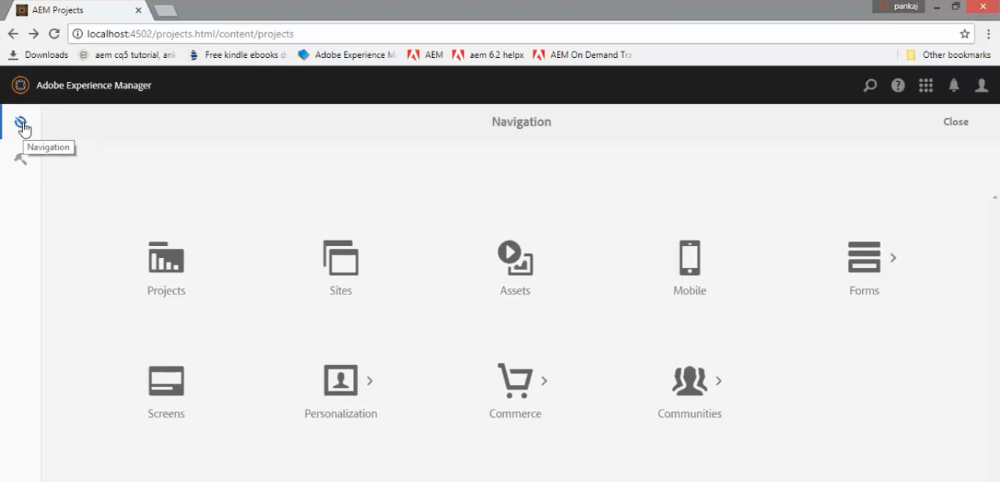 AEM Projects
pankaj
localhost:4502/projects.html/content/projects
Downloads aem cq5 tutorial, ank Free kindle ebooks d Adobe Experience M AEM aem 6.2 helpx AEM On Demand Tra Other bookmarks
Adobe Experience Manager
Navigation Close
Navigation
Projects Sites Assets Mobile Forms
Screens Personalization Commerce Communities